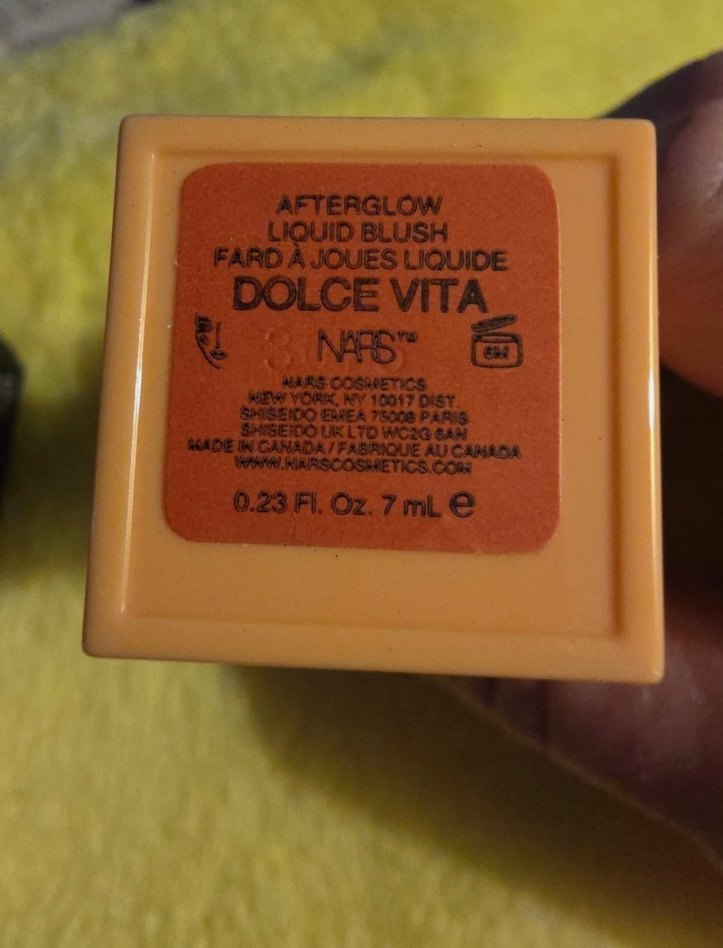 AFTERGLOW
LIQUID BLUSH
FARD À JOUES LIQUIDE
DOLCE VITA
NARS™
6M
NARS COSMETICS
NEW YORK, NY 10017 DIST.
SHISEIDO EMEA 75008 PARIS
SHISEIDO UK LTD WC2G 6AN
MADE IN CANADA / FABRIQUE AU CANADA
WWW.NARSCOSMETICS.COM
0.23 Fl. Oz. 7 mL ℮